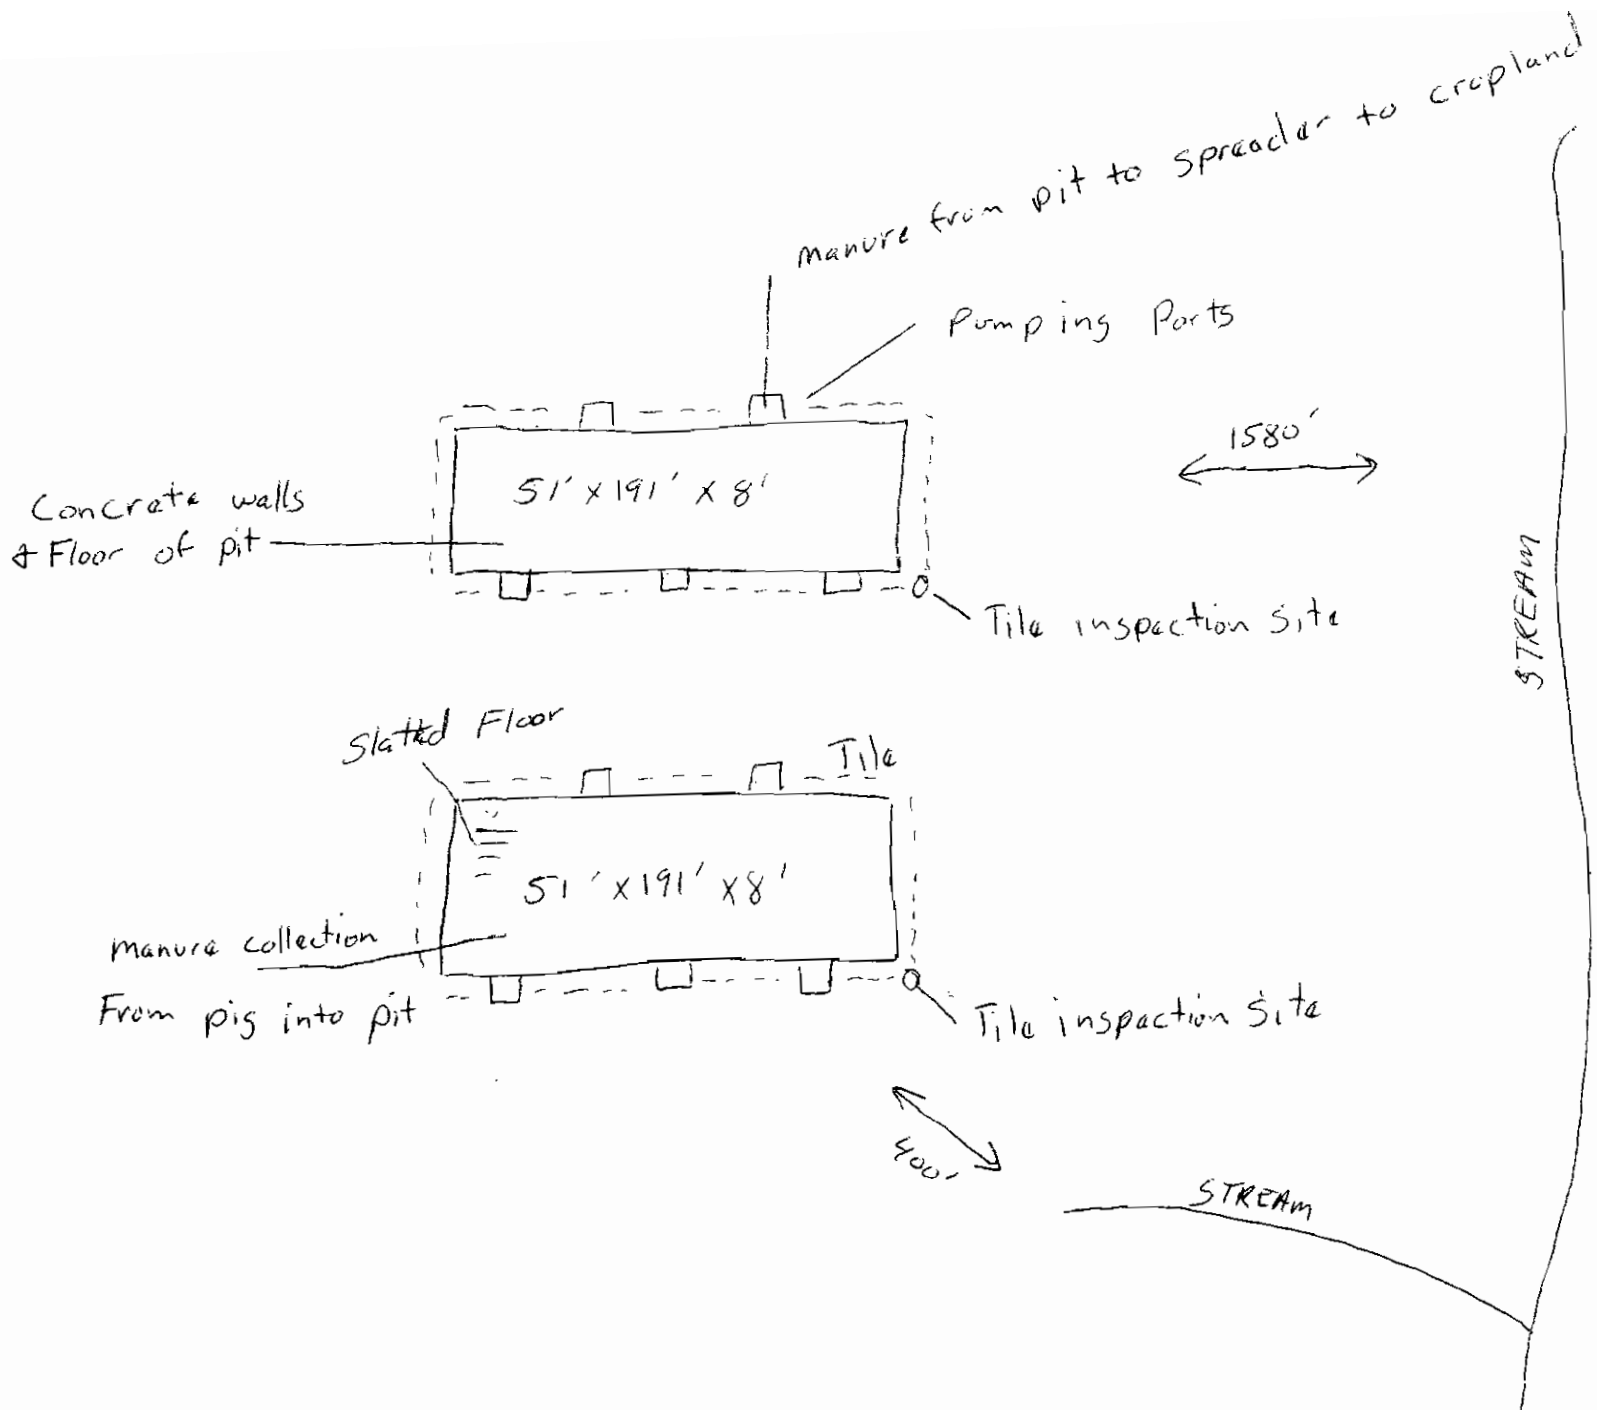 manure from pit to spreader to cropland
Pumping Ports
1580'
51' x 191' x 8'
Concrete walls
& Floor of pit
Tile inspection site
STREAM
Slatted Floor
Tile
51' x 191' x 8'
manure collection
From pig into pit
Tile inspection site
400'
STREAM